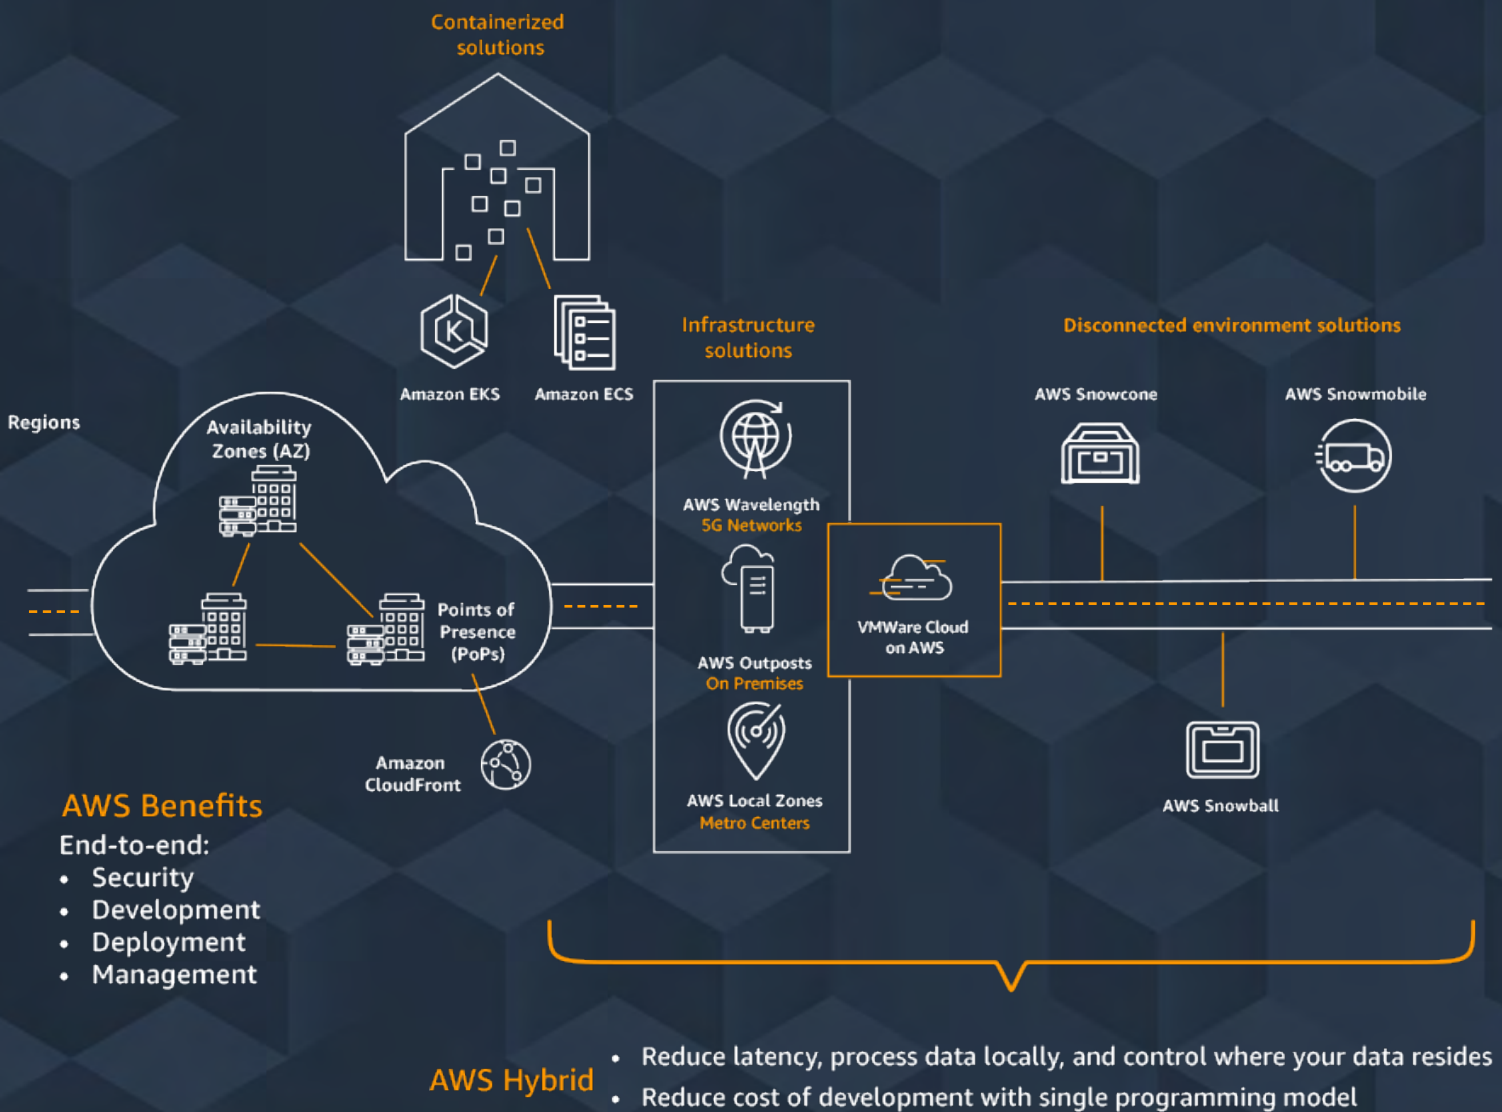 Containerized
solutions
Amazon EKS
Amazon ECS
Infrastructure
solutions
Disconnected environment solutions
Regions
Availability
Zones (AZ)
Points of
Presence
(PoPs)
Amazon
CloudFront
AWS Wavelength
5G Networks
AWS Outposts
On Premises
AWS Local Zones
Metro Centers
VMWare Cloud
on AWS
AWS Snowcone
AWS Snowmobile
AWS Snowball
AWS Benefits
End-to-end:
• Security
• Development
• Deployment
• Management
AWS Hybrid
• Reduce latency, process data locally, and control where your data resides
• Reduce cost of development with single programming model